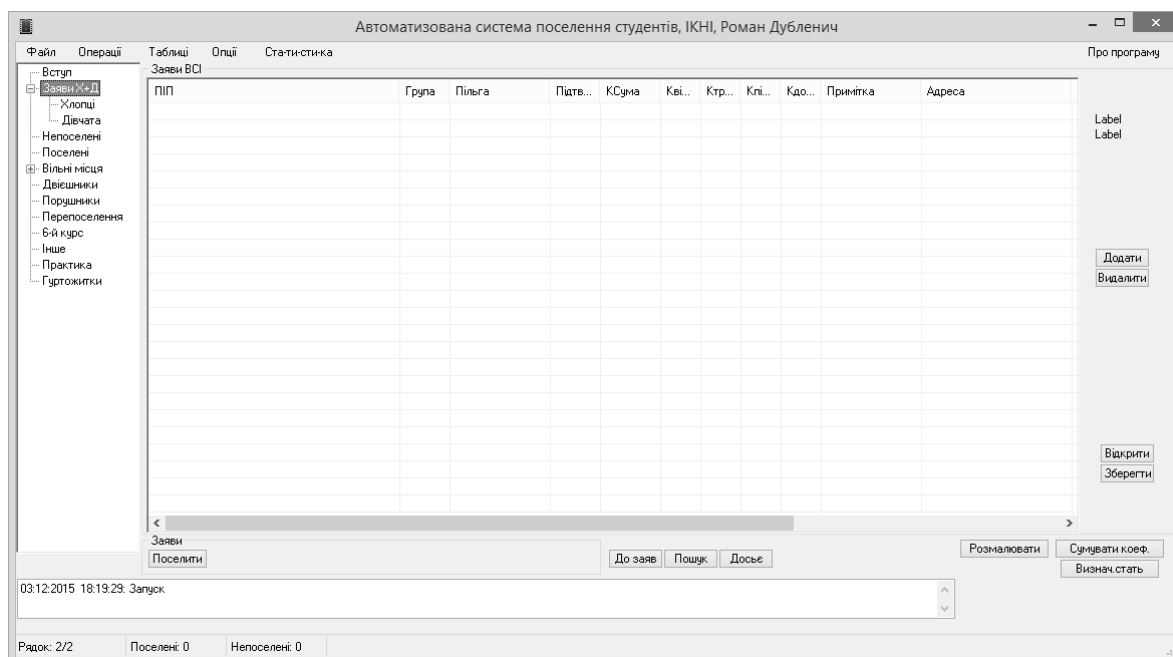 Автоматизована система поселення студентів, ІКНІ, Роман Дубленич
Файл Операції Таблиці Опції Ста-ти-сти-ка Про програму
Вступ
Заяви Х+Д
Хлопці
Дівчата
Непоселені
Поселені
Вільні місця
Двієшники
Порушники
Перепоселення
6-й курс
Інше
Практика
Гуртожитки
Заяви ВСІ
ПІП Група Пільга Підтв... КСума Кві... Ктр... Клі... Кдо... Примітка Адреса
Label
Label
Додати
Видалити
Відкрити
Зберегти
Заяви
Поселити До заяв Пошук Досьє Розмалювати Сумувати коеф.
Визнач.стать
03:12:2015 18:19:29: Запуск
Рядок: 2/2 Поселені: 0 Непоселені: 0